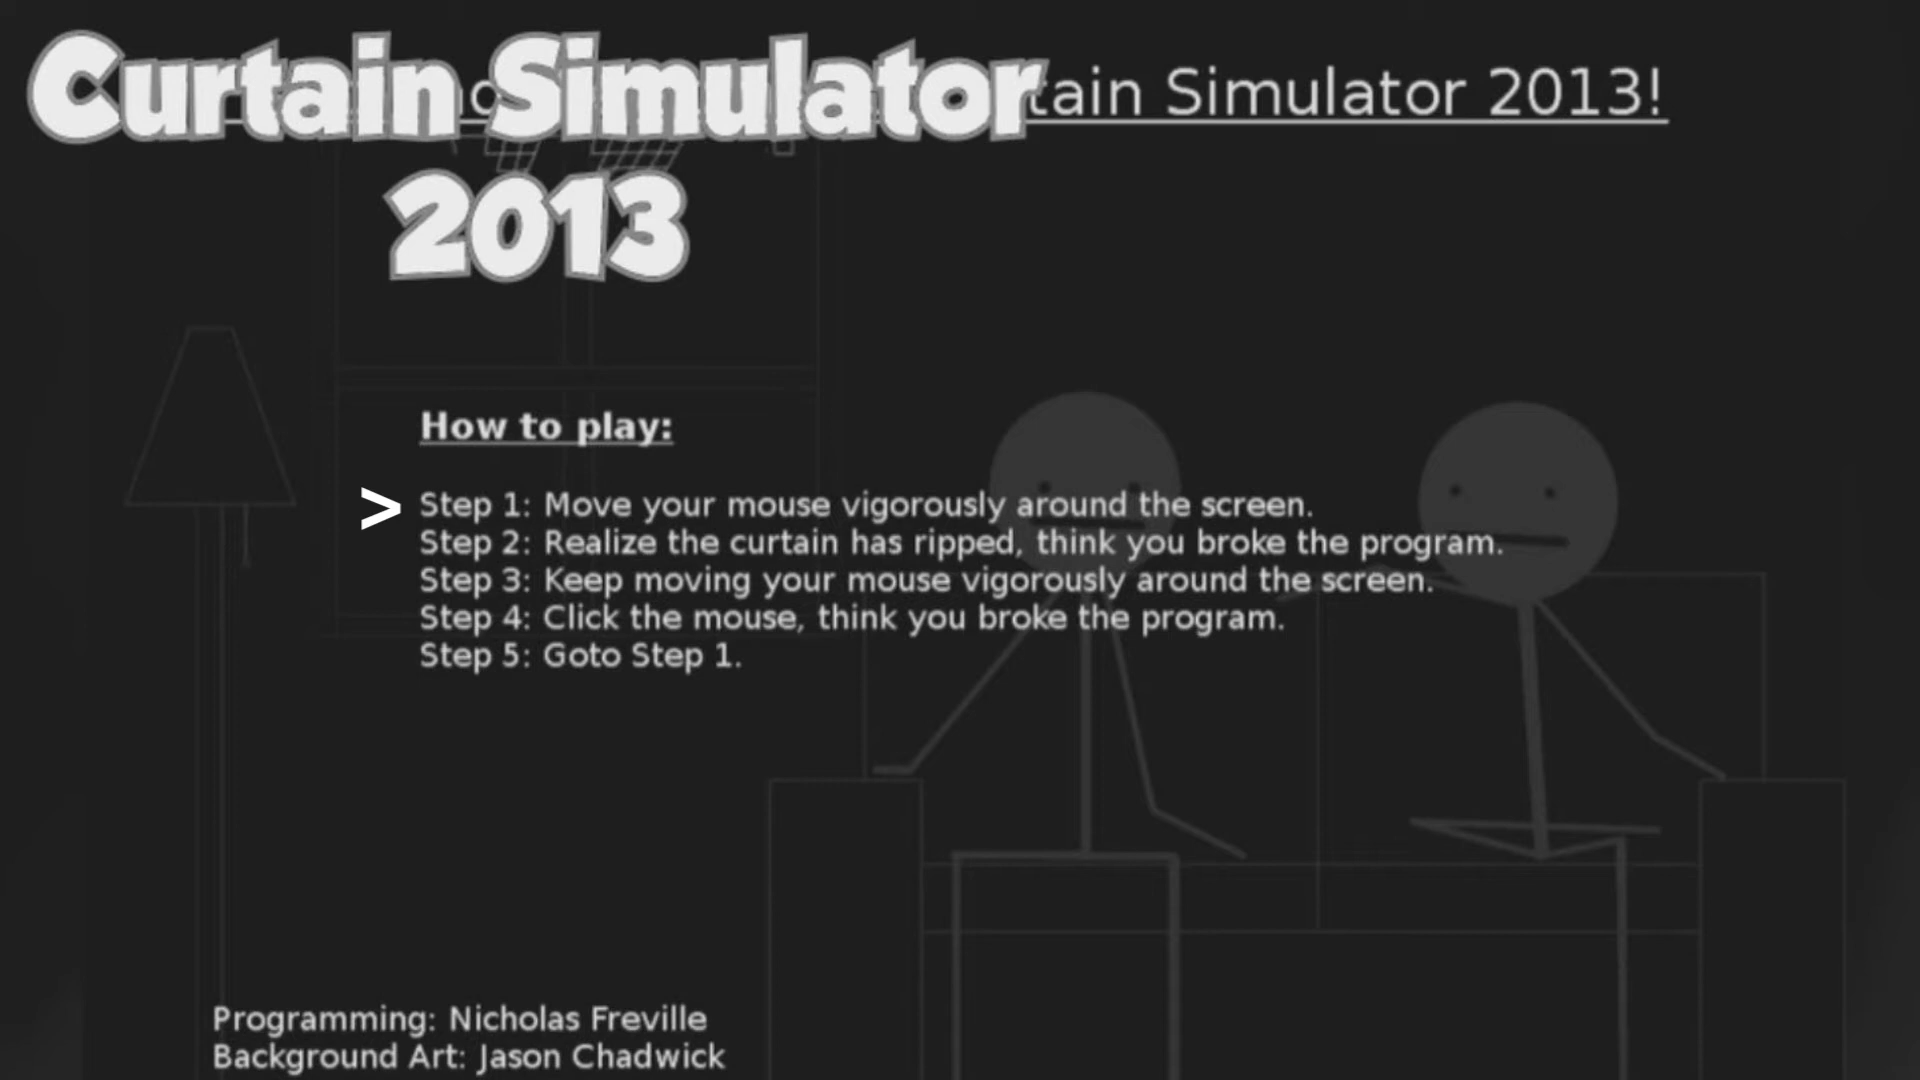 Curtain Simulator
2013
tain Simulator 2013!
How to play:
> Step 1: Move your mouse vigorously around the screen.
Step 2: Realize the curtain has ripped, think you broke the program.
Step 3: Keep moving your mouse vigorously around the screen.
Step 4: Click the mouse, think you broke the program.
Step 5: Goto Step 1.
Programming: Nicholas Freville
Background Art: Jason Chadwick